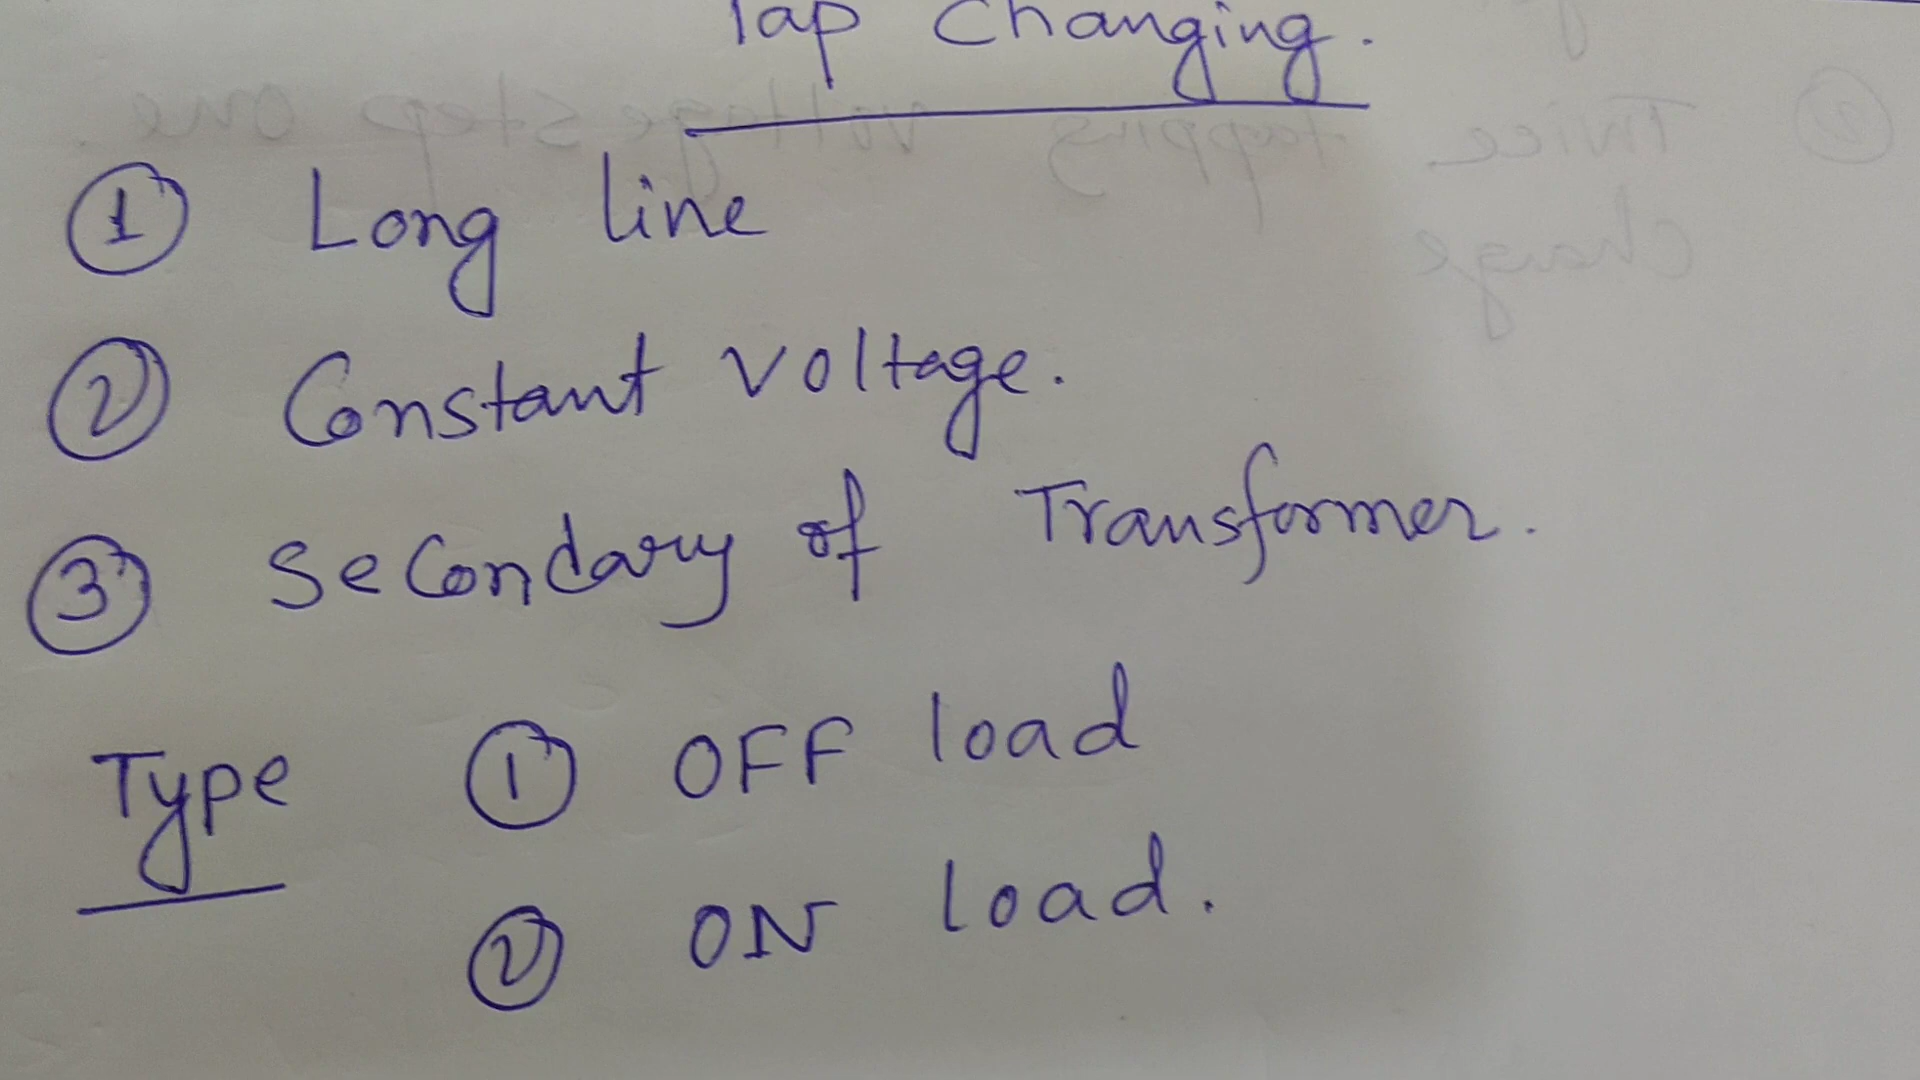 Tap Changing.
① Long line
② Constant voltage.
③ Secondary of Transformer.
Type ① OFF load
② ON load.